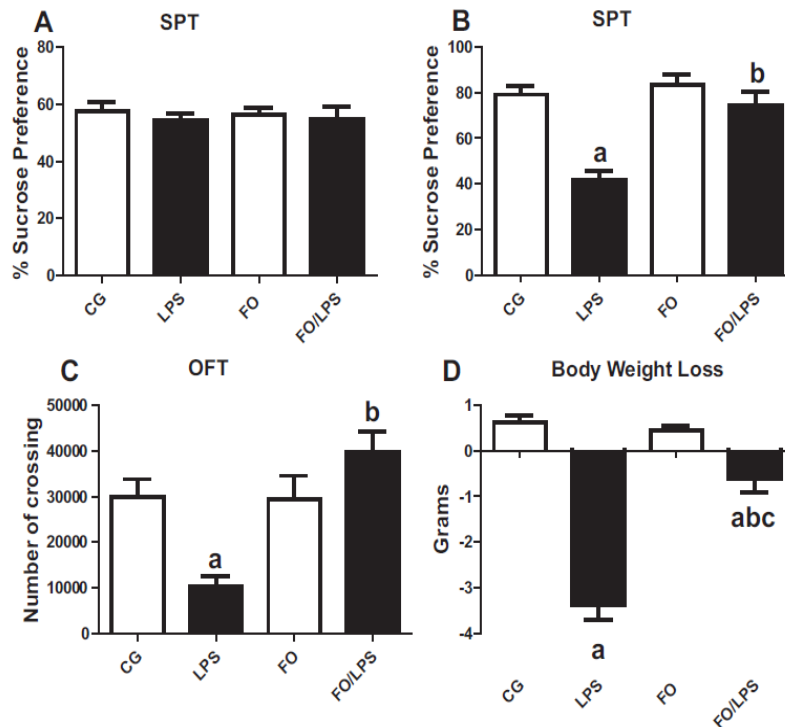 A
SPT
% Sucrose Preference
80
60
40
20
0
CG
LPS
FO
FO/LPS
B
SPT
% Sucrose Preference
100
80
60
40
20
0
a
b
CG
LPS
FO
FO/LPS
C
OFT
Number of crossing
50000
40000
30000
20000
10000
0
a
b
CG
LPS
FO
FO/LPS
D
Body Weight Loss
Grams
1
0
-1
-2
-3
-4
a
abc
CG
LPS
FO
FO/LPS